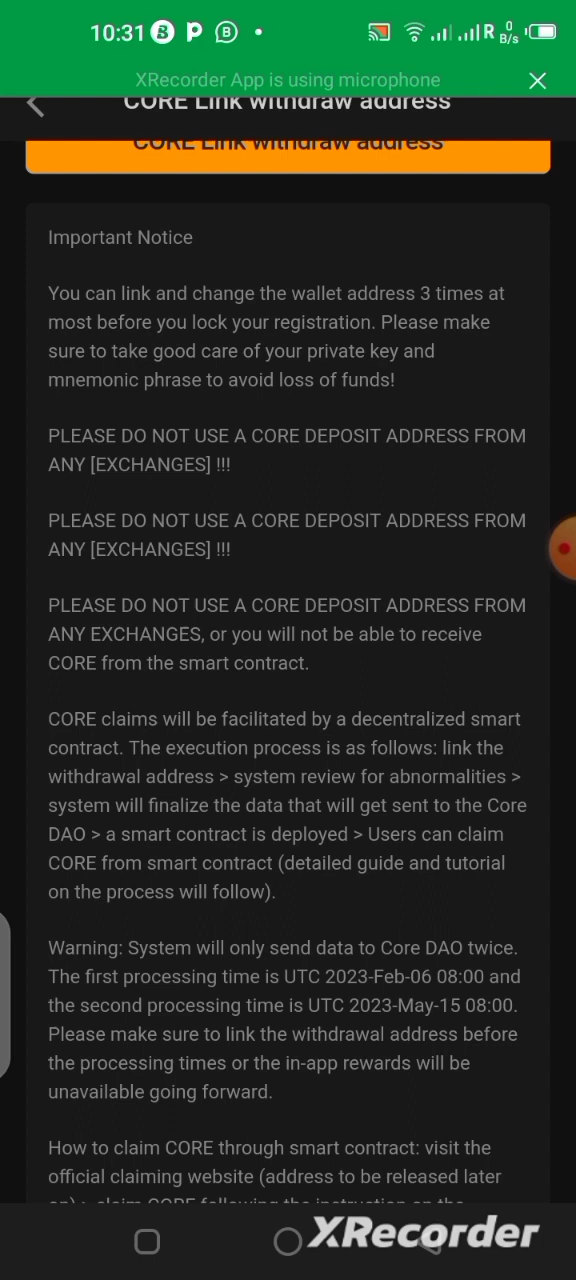 10:31
R 0 B/s
XRecorder App is using microphone
CORE Link withdraw address
CORE Link withdraw address
Important Notice
You can link and change the wallet address 3 times at
most before you lock your registration. Please make
sure to take good care of your private key and
mnemonic phrase to avoid loss of funds!
PLEASE DO NOT USE A CORE DEPOSIT ADDRESS FROM
ANY [EXCHANGES] !!!
PLEASE DO NOT USE A CORE DEPOSIT ADDRESS FROM
ANY [EXCHANGES] !!!
PLEASE DO NOT USE A CORE DEPOSIT ADDRESS FROM
ANY EXCHANGES, or you will not be able to receive
CORE from the smart contract.
CORE claims will be facilitated by a decentralized smart
contract. The execution process is as follows: link the
withdrawal address > system review for abnormalities >
system will finalize the data that will get sent to the Core
DAO > a smart contract is deployed > Users can claim
CORE from smart contract (detailed guide and tutorial
on the process will follow).
Warning: System will only send data to Core DAO twice.
The first processing time is UTC 2023-Feb-06 08:00 and
the second processing time is UTC 2023-May-15 08:00.
Please make sure to link the withdrawal address before
the processing times or the in-app rewards will be
unavailable going forward.
How to claim CORE through smart contract: visit the
official claiming website (address to be released later
on) > claim CORE following the instruction on the
XRecorder